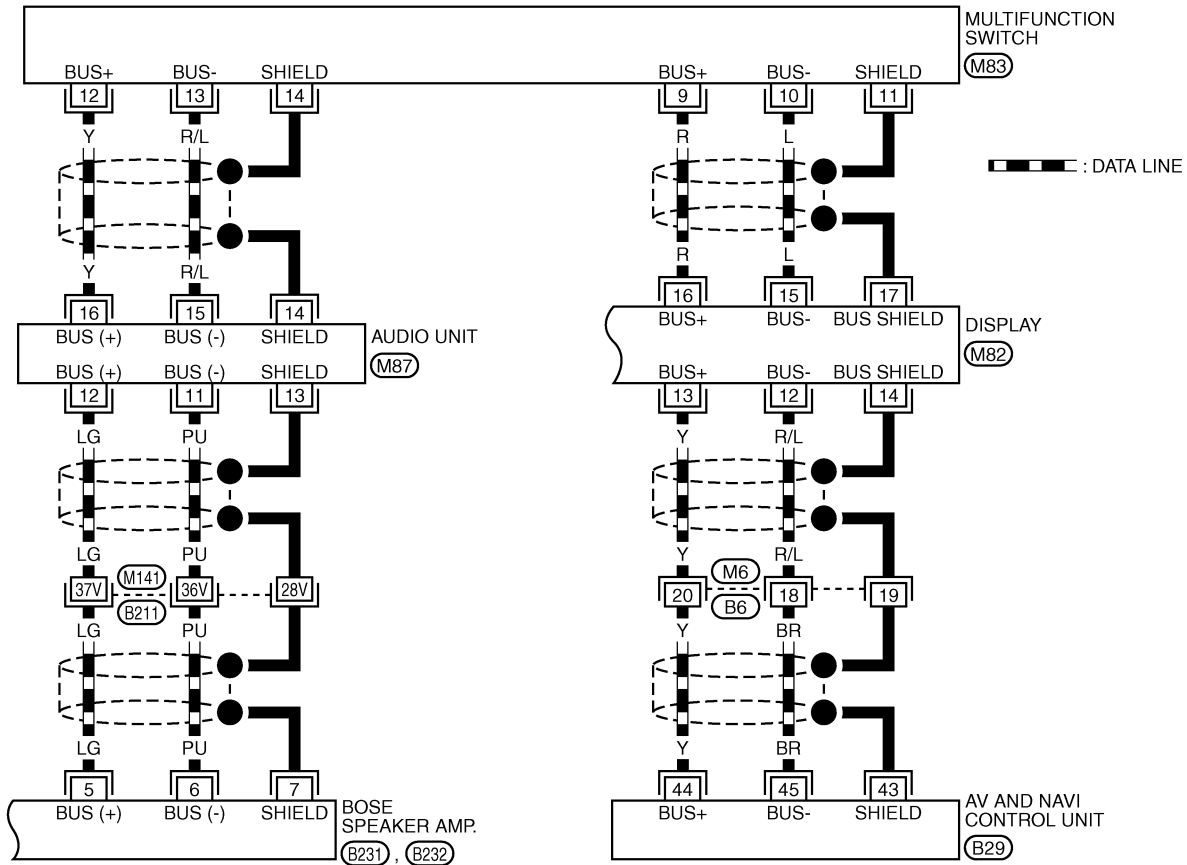 MULTIFUNCTION
SWITCH
M83
BUS+ BUS- SHIELD BUS+ BUS- SHIELD
12 13 14 9 10 11
Y R/L R L
: DATA LINE
Y R/L R L
16 15 14 16 15 17
BUS (+) BUS (-) SHIELD BUS+ BUS- BUS SHIELD
AUDIO UNIT
M87
DISPLAY
M82
BUS (+) BUS (-) SHIELD BUS+ BUS- BUS SHIELD
12 11 13 13 12 14
LG PU Y R/L
LG PU Y R/L
37V M141 36V 28V 20 M6 18 19
B211 B6
LG PU Y BR
LG PU Y BR
5 6 7 44 45 43
BUS (+) BUS (-) SHIELD BUS+ BUS- SHIELD
BOSE
SPEAKER AMP.
B231 , B232
AV AND NAVI
CONTROL UNIT
B29